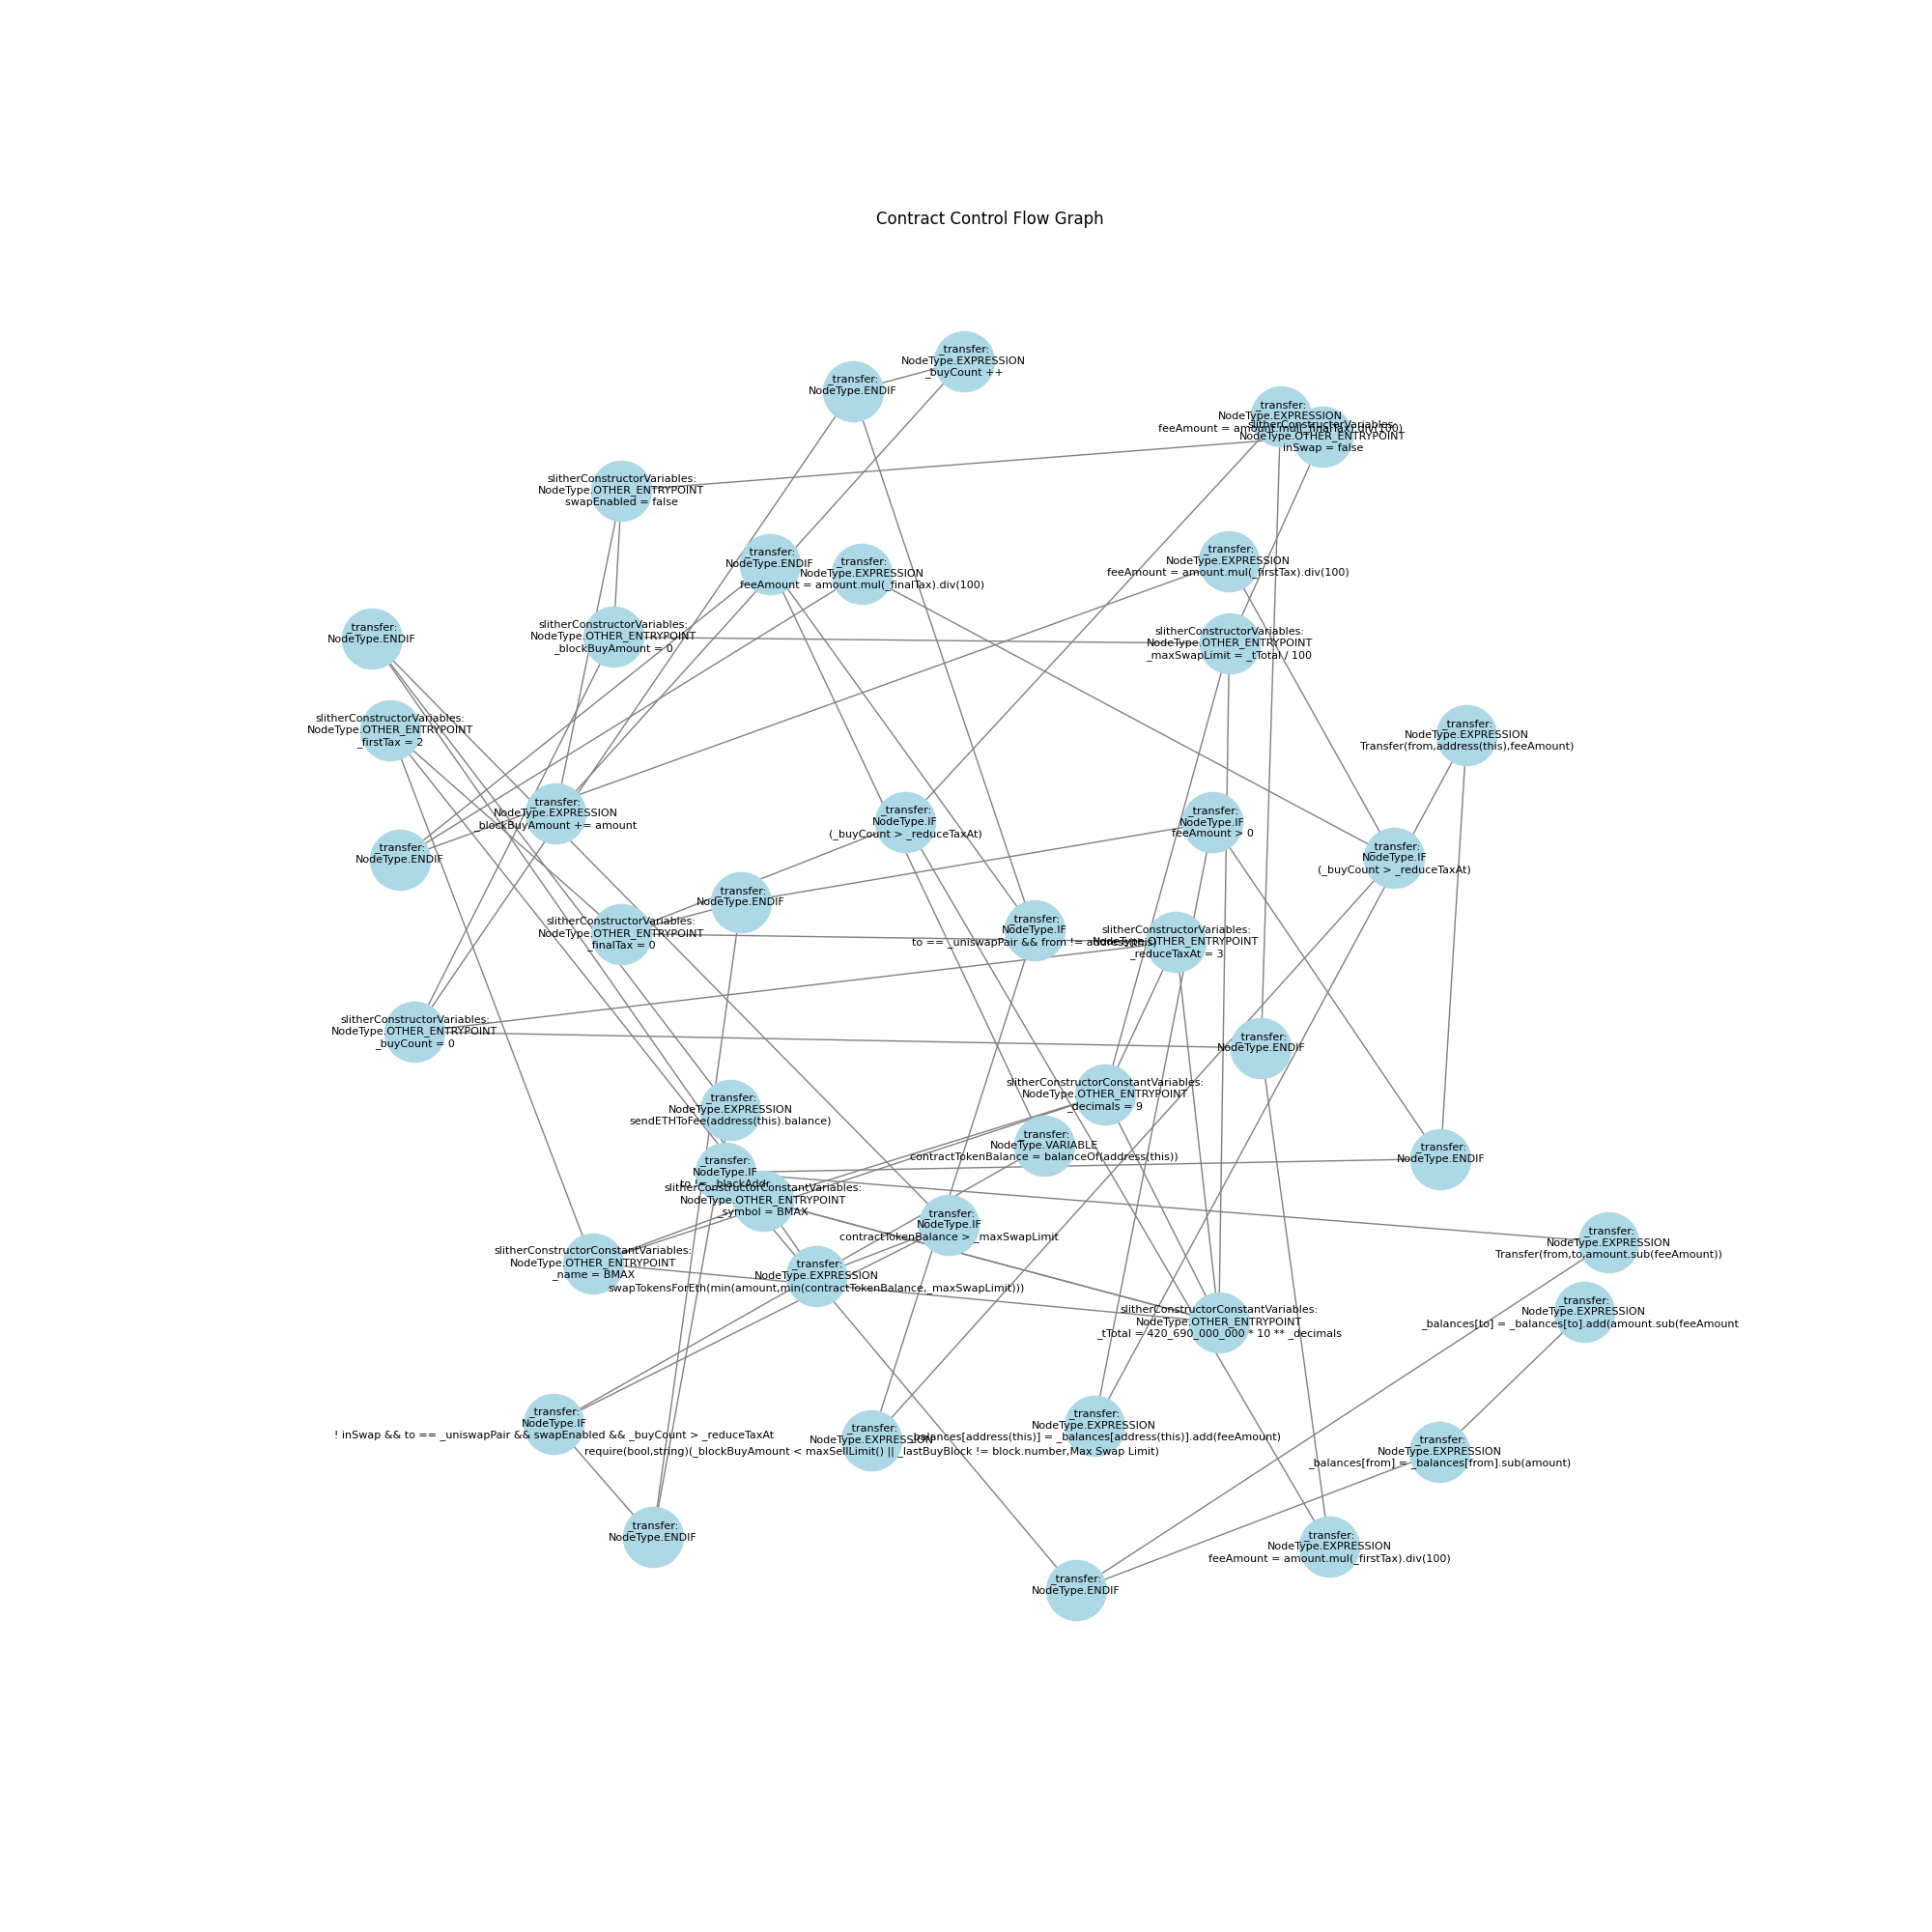 Contract Control Flow Graph
_transfer:
NodeType.EXPRESSION
_buyCount ++
_transfer:
NodeType.ENDIF
_transfer:
NodeType.EXPRESSION
feeAmount = amount.mul(_finalTax).div(100)
slitherConstructorVariables:
NodeType.OTHER_ENTRYPOINT
inSwap = false
slitherConstructorVariables:
NodeType.OTHER_ENTRYPOINT
swapEnabled = false
_transfer:
NodeType.ENDIF
_transfer:
NodeType.EXPRESSION
feeAmount = amount.mul(_finalTax).div(100)
_transfer:
NodeType.EXPRESSION
feeAmount = amount.mul(_firstTax).div(100)
_transfer:
NodeType.ENDIF
slitherConstructorVariables:
NodeType.OTHER_ENTRYPOINT
_blockBuyAmount = 0
slitherConstructorVariables:
NodeType.OTHER_ENTRYPOINT
_maxSwapLimit = _tTotal / 100
slitherConstructorVariables:
NodeType.OTHER_ENTRYPOINT
_firstTax = 2
_transfer:
NodeType.EXPRESSION
Transfer(from,address(this),feeAmount)
_transfer:
NodeType.EXPRESSION
_blockBuyAmount += amount
_transfer:
NodeType.IF
(_buyCount > _reduceTaxAt)
_transfer:
NodeType.IF
feeAmount > 0
_transfer:
NodeType.ENDIF
_transfer:
NodeType.IF
(_buyCount > _reduceTaxAt)
_transfer:
NodeType.ENDIF
slitherConstructorVariables:
NodeType.OTHER_ENTRYPOINT
_finalTax = 0
_transfer:
NodeType.IF
to == _uniswapPair && from != address(this)
slitherConstructorVariables:
NodeType.OTHER_ENTRYPOINT
_reduceTaxAt = 3
slitherConstructorVariables:
NodeType.OTHER_ENTRYPOINT
_buyCount = 0
_transfer:
NodeType.ENDIF
_transfer:
NodeType.EXPRESSION
sendETHToFee(address(this).balance)
slitherConstructorConstantVariables:
NodeType.OTHER_ENTRYPOINT
_decimals = 9
_transfer:
NodeType.VARIABLE
contractTokenBalance = balanceOf(address(this))
_transfer:
NodeType.ENDIF
_transfer:
NodeType.IF
to != _blackAddr
slitherConstructorConstantVariables:
NodeType.OTHER_ENTRYPOINT
_symbol = BMAX
_transfer:
NodeType.IF
contractTokenBalance > _maxSwapLimit
_transfer:
NodeType.EXPRESSION
Transfer(from,to,amount.sub(feeAmount))
slitherConstructorConstantVariables:
NodeType.OTHER_ENTRYPOINT
_name = BMAX
_transfer:
NodeType.EXPRESSION
swapTokensForEth(min(amount,min(contractTokenBalance,_maxSwapLimit)))
_transfer:
NodeType.EXPRESSION
_balances[to] = _balances[to].add(amount.sub(feeAmount
slitherConstructorConstantVariables:
NodeType.OTHER_ENTRYPOINT
_tTotal = 420_690_000_000 * 10 ** _decimals
_transfer:
NodeType.IF
! inSwap && to == _uniswapPair && swapEnabled && _buyCount > _reduceTaxAt
_transfer:
NodeType.EXPRESSION
require(bool,string)(_blockBuyAmount < maxSellLimit() || _lastBuyBlock != block.number,Max Swap Limit)
_transfer:
NodeType.EXPRESSION
_balances[address(this)] = _balances[address(this)].add(feeAmount)
_transfer:
NodeType.EXPRESSION
_balances[from] = _balances[from].sub(amount)
_transfer:
NodeType.ENDIF
_transfer:
NodeType.EXPRESSION
feeAmount = amount.mul(_firstTax).div(100)
_transfer:
NodeType.ENDIF